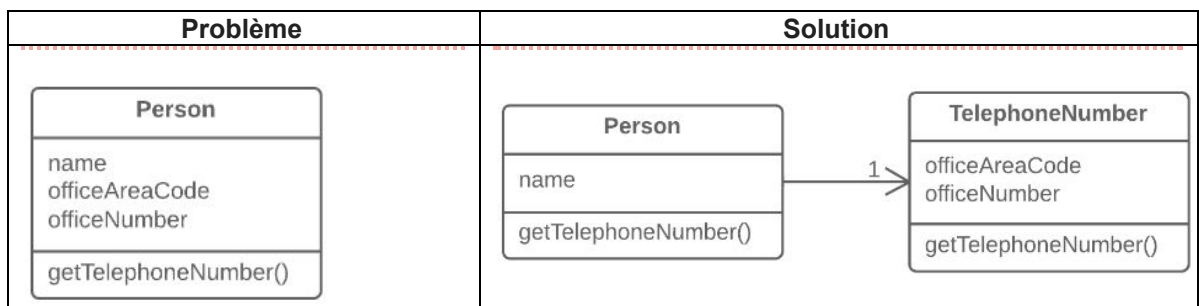 Problème
Solution
Person
name
officeAreaCode
officeNumber
getTelephoneNumber()
Person
name
getTelephoneNumber()
1
TelephoneNumber
officeAreaCode
officeNumber
getTelephoneNumber()